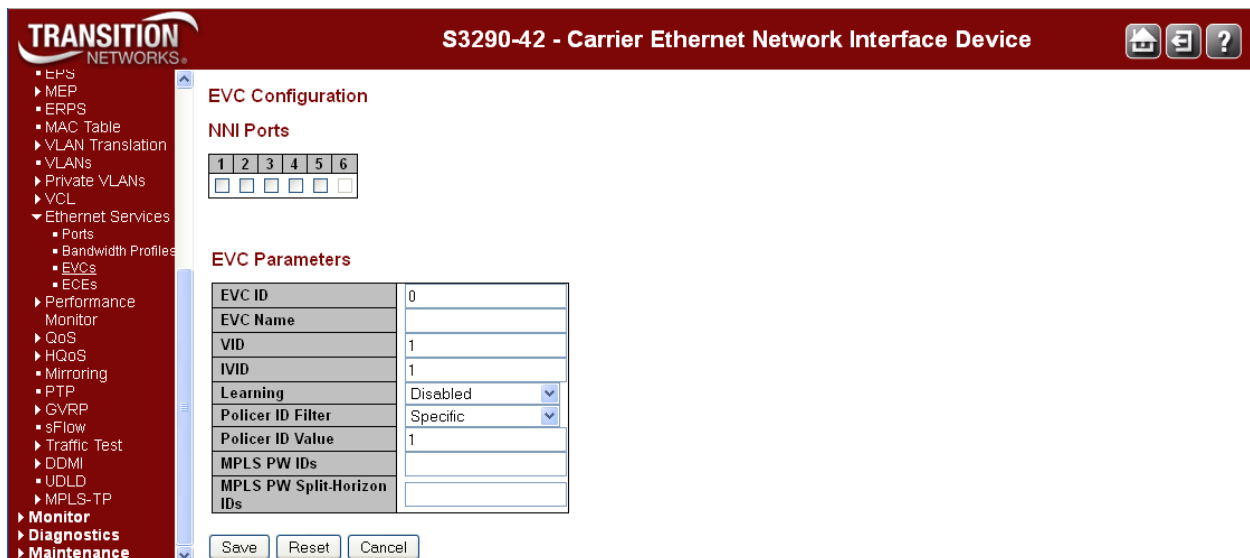 TRANSITION
NETWORKS®
S3290-42 - Carrier Ethernet Network Interface Device
?
EPS
MEP
ERPS
MAC Table
VLAN Translation
VLANs
Private VLANs
VCL
Ethernet Services
Ports
Bandwidth Profiles
EVCs
ECEs
Performance
Monitor
QoS
HQoS
Mirroring
PTP
GVRP
sFlow
Traffic Test
DDMI
UDLD
MPLS-TP
Monitor
Diagnostics
Maintenance
EVC Configuration
NNI Ports
1 2 3 4 5 6
EVC Parameters
EVC ID 0
EVC Name
VID 1
IVID 1
Learning Disabled
Policer ID Filter Specific
Policer ID Value 1
MPLS PW IDs
MPLS PW Split-Horizon
IDs
Save Reset Cancel